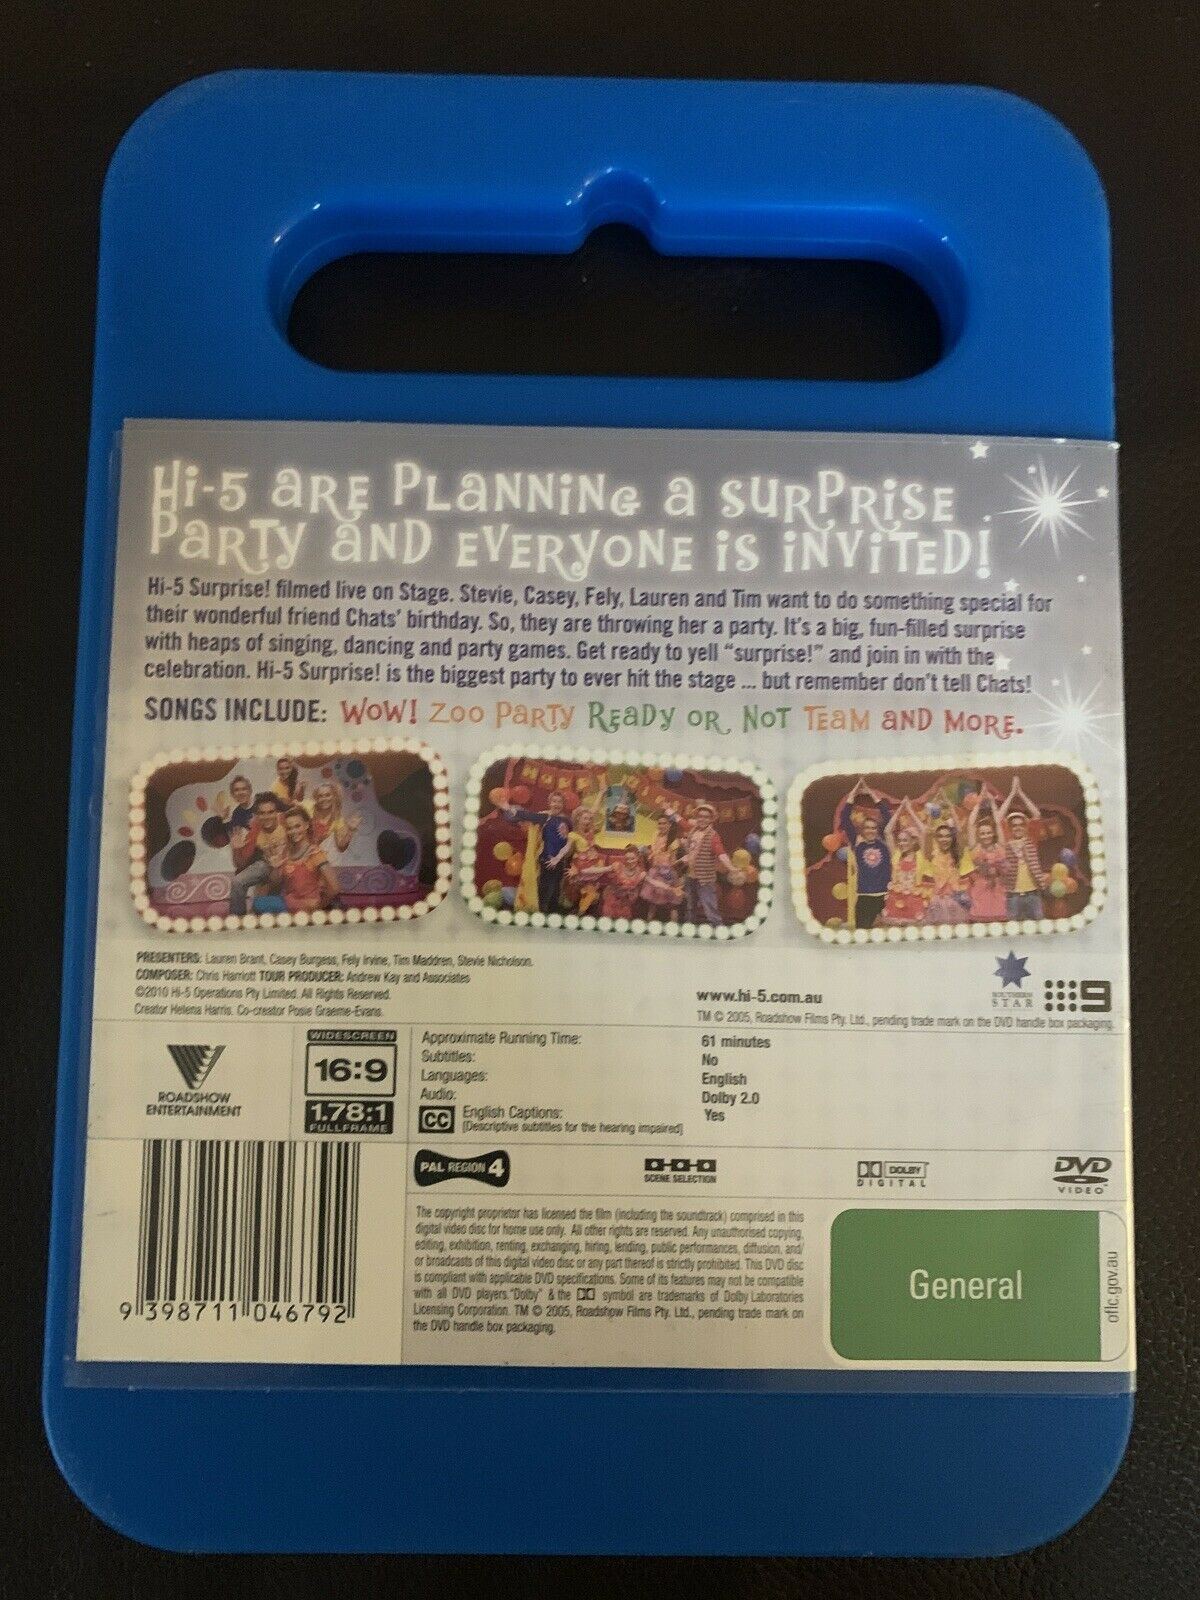 Hi-5 ARE PLANNING A SURPRISE
PARTY AND EVERYONE IS INVITED!
Hi-5 Surprise! filmed live on Stage. Stevie, Casey, Fely, Lauren and Tim want to do something special for
their wonderful friend Chats' birthday. So, they are throwing her a party. It's a big, fun-filled surprise
with heaps of singing, dancing and party games. Get ready to yell "surprise!" and join in with the
celebration. Hi-5 Surprise! is the biggest party to ever hit the stage ... but remember don't tell Chats!
SONGS INCLUDE: WOW! ZOO PARTY READY OR NOT TEAM AND MORE.
PRESENTERS: Lauren Brant, Casey Burgess, Fely Irvine, Tim Maddren, Stevie Nicholson.
COMPOSER: Chris Harriott TOUR PRODUCER: Andrew Kay and Associates
©2010 Hi-5 Operations Pty Limited. All Rights Reserved.
Creator Helena Harris. Co-creator Posie Graeme-Evans.
www.hi-5.com.au
SOUTHERN
STAR
9
TM © 2005, Roadshow Films Pty. Ltd., pending trade mark on the DVD handle box packaging.
ROADSHOW
ENTERTAINMENT
WIDESCREEN
16:9
1.78:1
FULLFRAME
Approximate Running Time: 61 minutes
Subtitles: No
Languages: English
Audio: Dolby 2.0
CC English Captions: Yes
[Descriptive subtitles for the hearing impaired]
PAL REGION 4
SCENE SELECTION
DOLBY
DIGITAL
DVD
VIDEO
The copyright proprietor has licensed the film (including the soundtrack) comprised in this
digital video disc for home use only. All other rights are reserved. Any unauthorised copying,
editing, exhibition, renting, exchanging, hiring, lending, public performances, diffusion, and/
or broadcasts of this digital video disc or any part thereof is strictly prohibited. This DVD disc
is compliant with applicable DVD specifications. Some of its features may not be compatible
with all DVD players. "Dolby" & the symbol are trademarks of Dolby Laboratories
Licensing Corporation. TM © 2005, Roadshow Films Pty. Ltd., pending trade mark on
the DVD handle box packaging.
General
oflc.gov.au
9 398711 046792